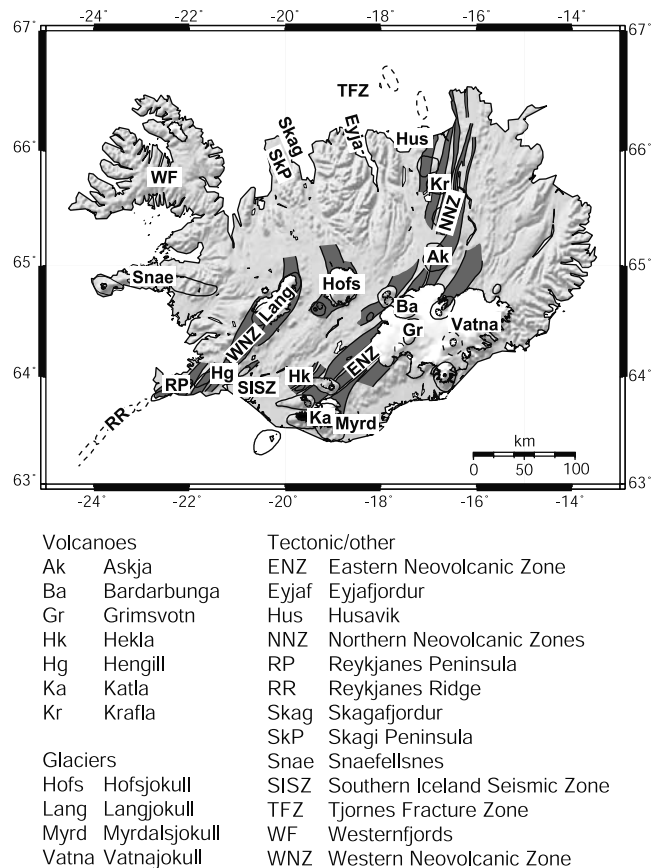 -24° -22° -20° -18° -16° -14°
67° 67°
TFZ
Skag
SkP
Eyja
Hus
66° 66°
WF
Kr
NNZ
Ak
65° 65°
Snae
Hofs
Lang
Ba
Gr
Vatna
WNZ
ENZ
64° 64°
RP
Hg
SISZ
Hk
RR
Ka
Myrd
km
0 50 100
63° 63°
-24° -22° -20° -18° -16° -14°
Volcanoes
Ak Askja
Ba Bardarbunga
Gr Grimsvotn
Hk Hekla
Hg Hengill
Ka Katla
Kr Krafla
Glaciers
Hofs Hofsjokull
Lang Langjokull
Myrd Myrdalsjokull
Vatna Vatnajokull
Tectonic/other
ENZ Eastern Neovolcanic Zone
Eyjaf Eyjafjordur
Hus Husavik
NNZ Northern Neovolcanic Zones
RP Reykjanes Peninsula
RR Reykjanes Ridge
Skag Skagafjordur
SkP Skagi Peninsula
Snae Snaefellsnes
SISZ Southern Iceland Seismic Zone
TFZ Tjornes Fracture Zone
WF Westernfjords
WNZ Western Neovolcanic Zone